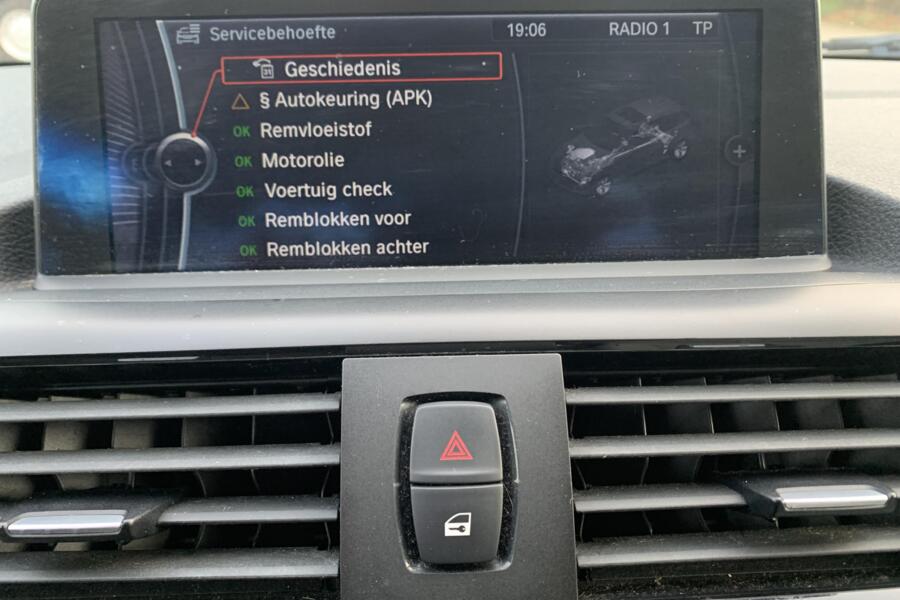 Servicebehoefte 19:06 RADIO 1 TP
31 Geschiedenis
§ Autokeuring (APK)
OK Remvloeistof
OK Motorolie
OK Voertuig check
OK Remblokken voor
OK Remblokken achter